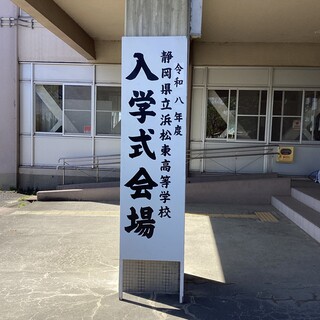 令和八年度
静岡県立浜松東高等学校
入学式会場